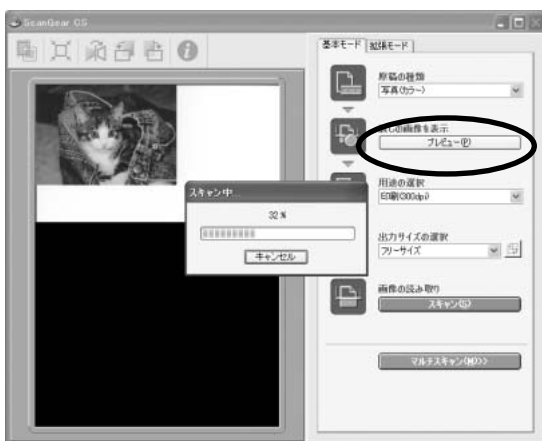 ScanGear CS
基本モード
拡張モード
原稿の種類
写真(カラー)
試しの画像を表示
プレビュー(P)
スキャン中...
32 %
キャンセル
用途の選択
印刷(300dpi)
出力サイズの選択
フリーサイズ
画像の読み取り
スキャン(S)
マルチスキャン(M)>>